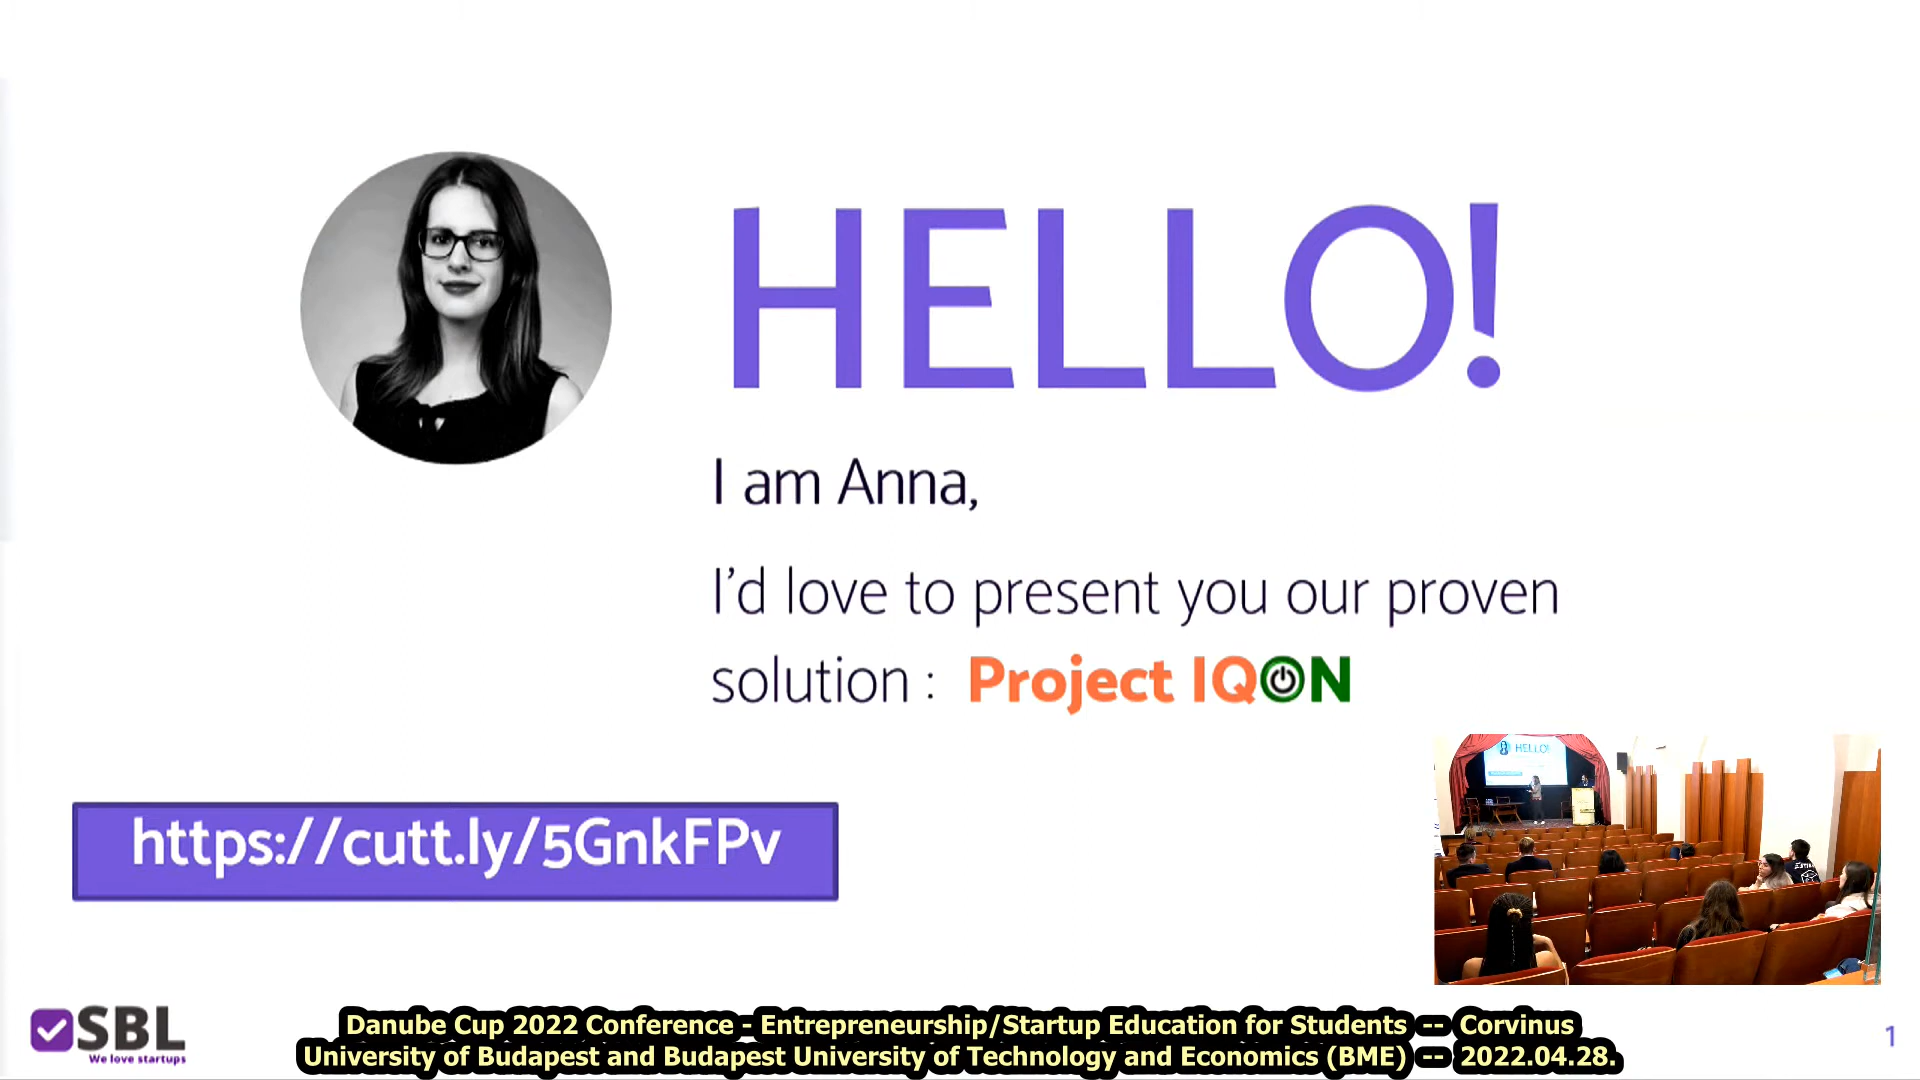 HELLO!
I am Anna,
I'd love to present you our proven
solution : Project IQON
https://cutt.ly/5GnkFPv
HELLO!
SBL
We love startups
Danube Cup 2022 Conference - Entrepreneurship/Startup Education for Students -- Corvinus
University of Budapest and Budapest University of Technology and Economics (BME) -- 2022.04.28.
1